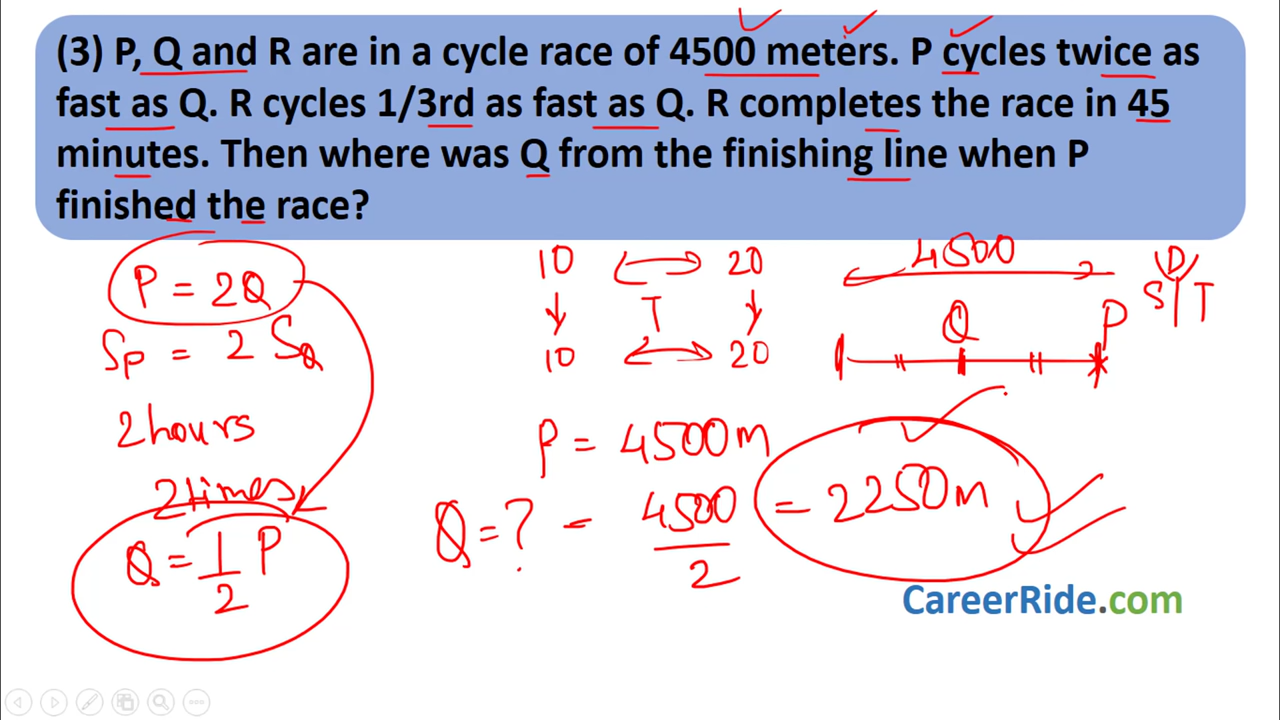 (3) P, Q and R are in a cycle race of 4500 meters. P cycles twice as
fast as Q. R cycles 1/3rd as fast as Q. R completes the race in 45
minutes. Then where was Q from the finishing line when P
finished the race?
P = 2Q
Sp = 2 SQ
2 hours
2 times
Q = 1/2 P
10 20
T
10 20
4500
D
S T
Q P
P = 4500m
Q = ? = 4500/2 = 2250m
CareerRide.com